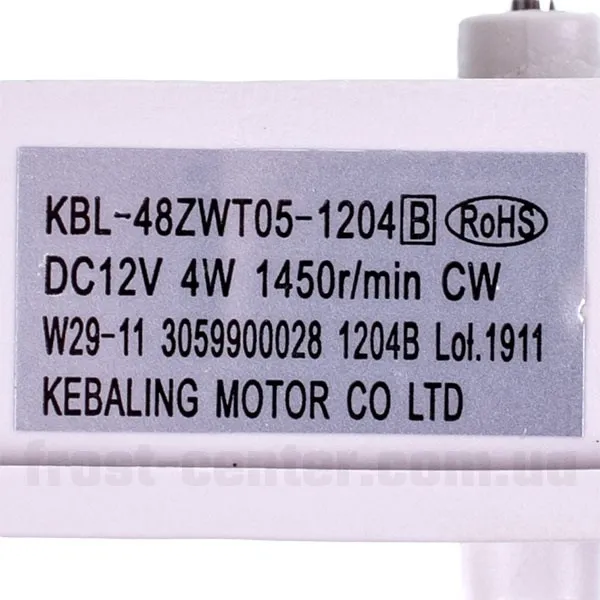 KBL-48ZWT05-1204 B RoHS
DC12V 4W 1450r/min CW
W29-11 3059900028 1204B Lot.1911
KEBALING MOTOR CO LTD
frost-center.com.ua